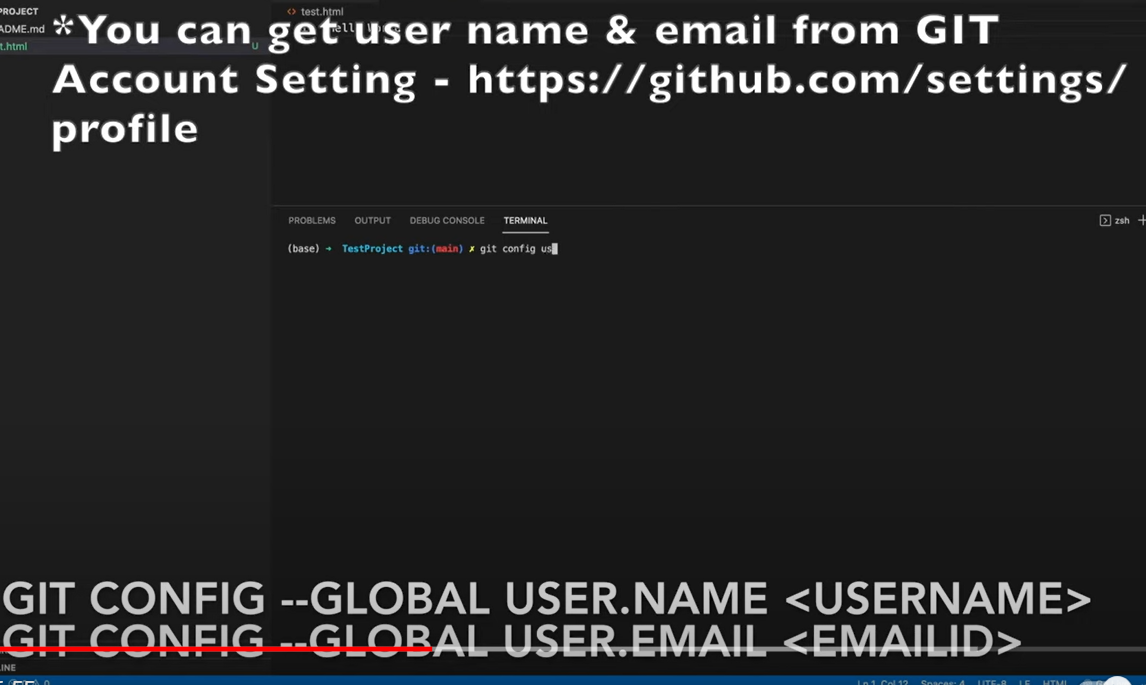 PROJECT
test.html
ADME.md
t.html
U
*You can get user name & email from GIT
Account Setting - https://github.com/settings/
profile
PROBLEMS OUTPUT DEBUG CONSOLE TERMINAL
zsh
(base) → TestProject git:(main) ✗ git config us
GIT CONFIG --GLOBAL USER.NAME <USERNAME>
GIT CONFIG --GLOBAL USER.EMAIL <EMAILID>
LINE
Ln 1, Col 12 Spaces: 4 UTF-8 LF HTML